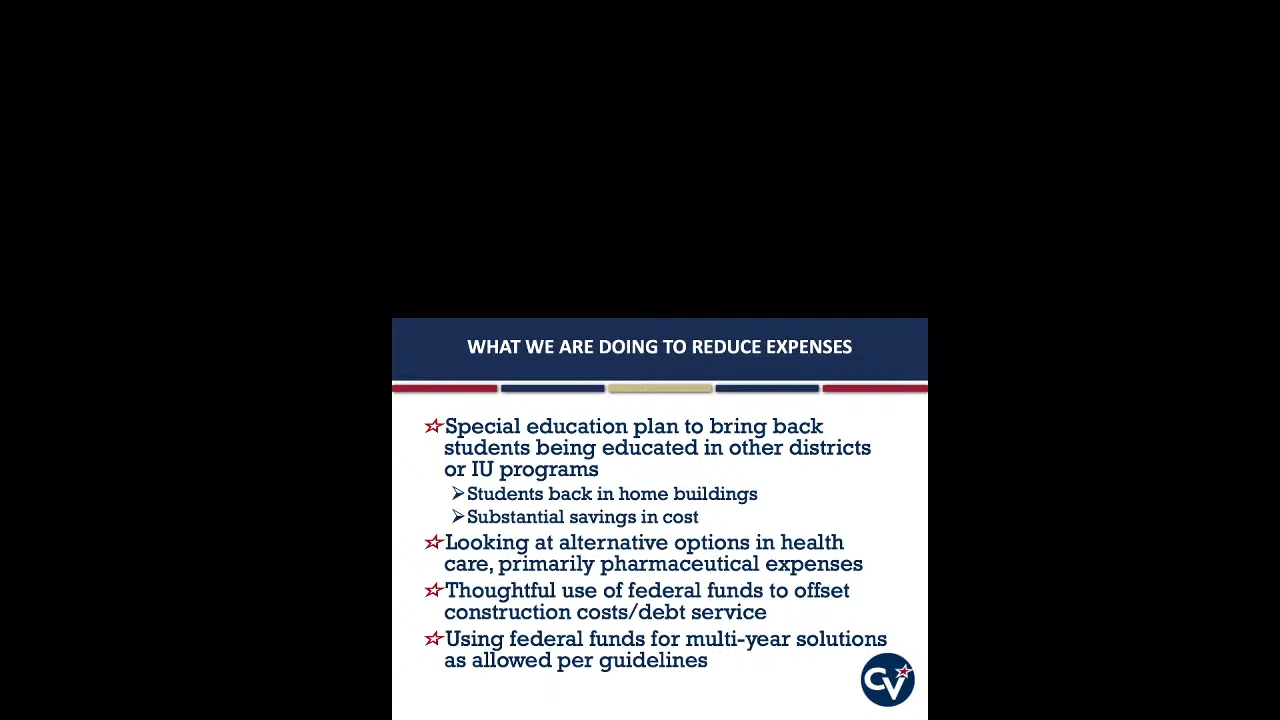 WHAT WE ARE DOING TO REDUCE EXPENSES
Special education plan to bring back
students being educated in other districts
or IU programs
Students back in home buildings
Substantial savings in cost
Looking at alternative options in health
care, primarily pharmaceutical expenses
Thoughtful use of federal funds to offset
construction costs/debt service
Using federal funds for multi-year solutions
as allowed per guidelines
CV